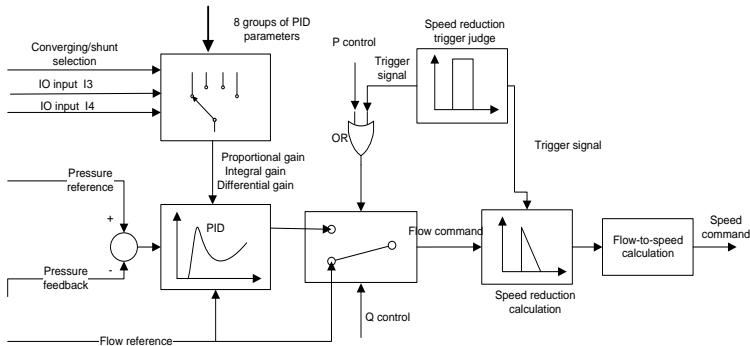 8 groups of PID
parameters
Converging/shunt
selection
IO input  I3
IO input  I4
P control
Speed reduction
trigger judge
Trigger
signal
OR
Trigger signal
Proportional gain
Integral gain
Differential gain
Pressure
reference
+
-
Pressure
feedback
PID
Flow command
Flow-to-speed
calculation
Speed
command
Speed reduction
calculation
Q control
Flow reference